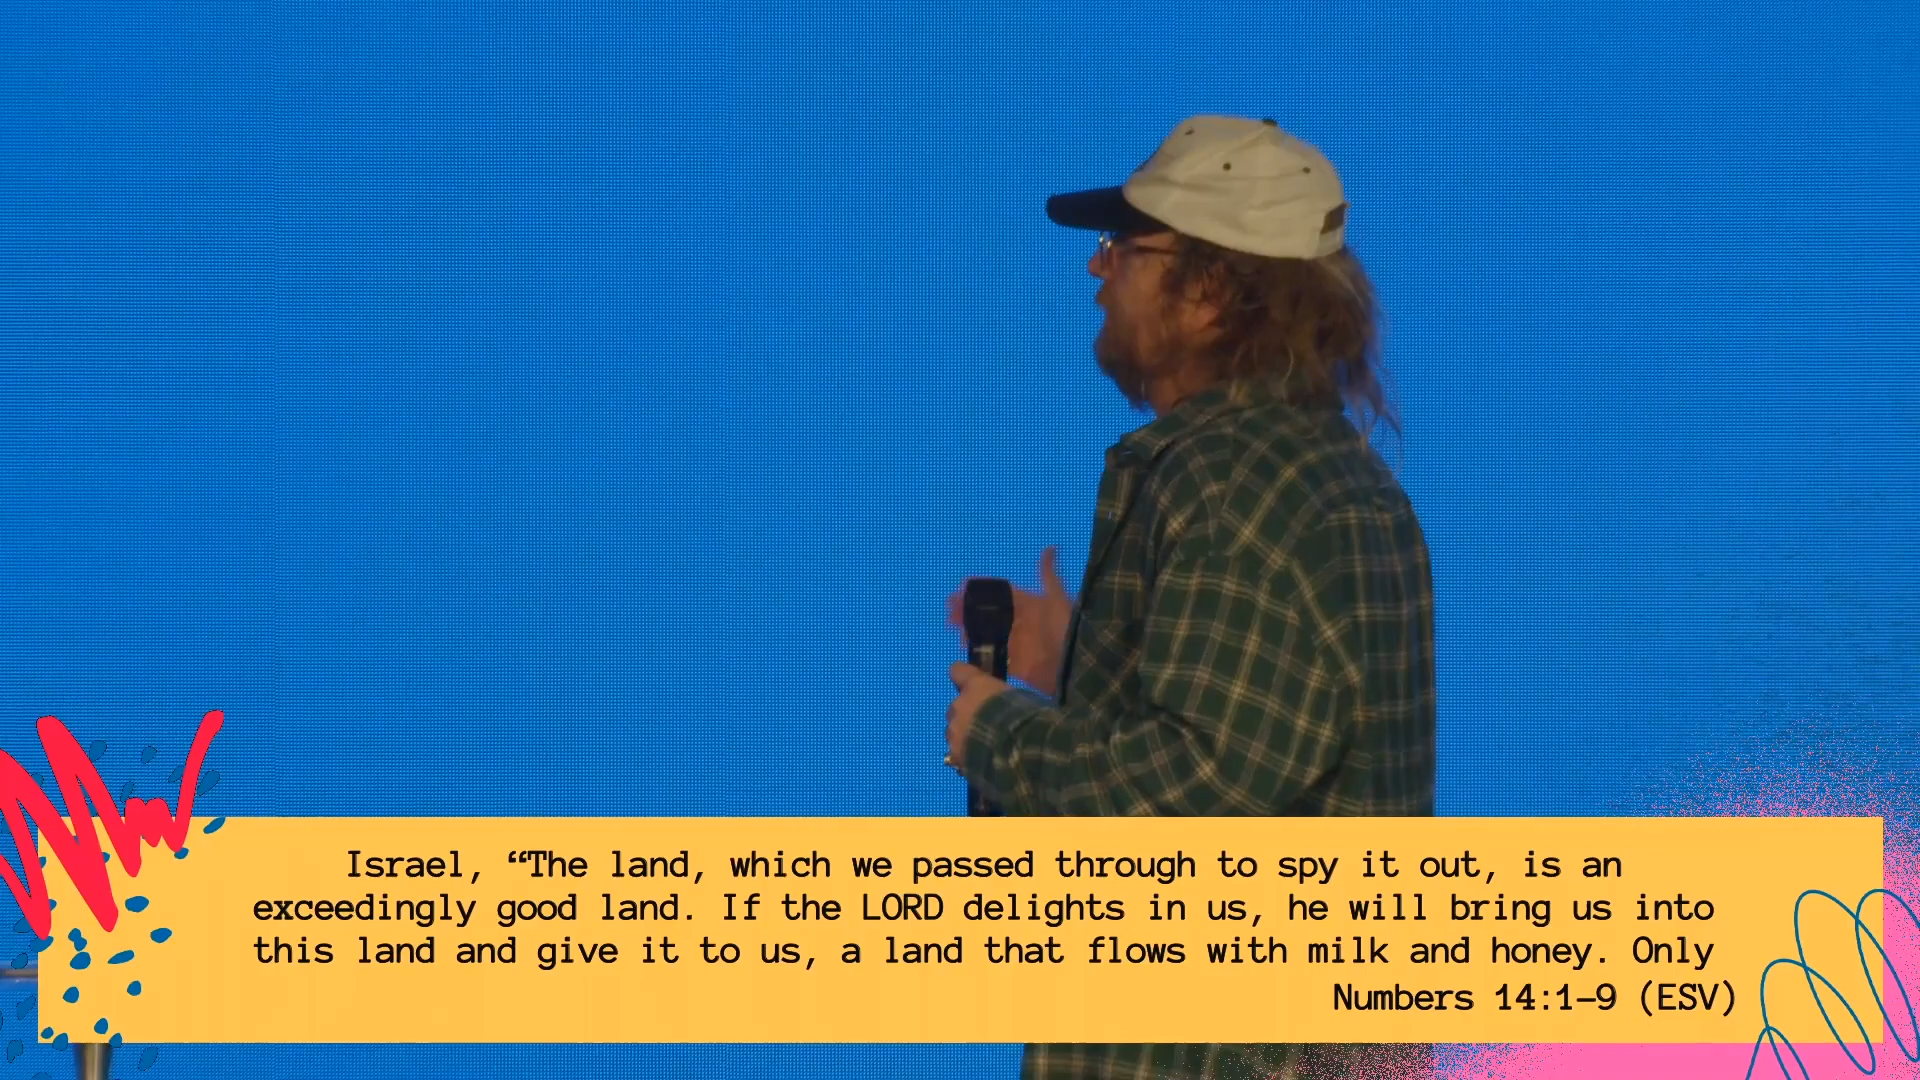 Israel, “The land, which we passed through to spy it out, is an
exceedingly good land. If the LORD delights in us, he will bring us into
this land and give it to us, a land that flows with milk and honey. Only
Numbers 14:1–9 (ESV)